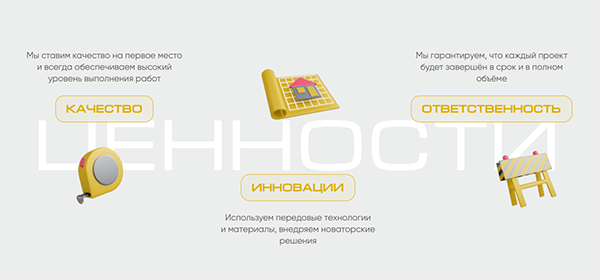 Мы ставим качество на первое место
и всегда обеспечиваем высокий
уровень выполнения работ
КАЧЕСТВО
Мы гарантируем, что каждый проект
будет завершён в срок и в полном
объёме
ОТВЕТСТВЕННОСТЬ
ЦЕННОСТИ
ИННОВАЦИИ
Используем передовые технологии
и материалы, внедряем новаторские
решения